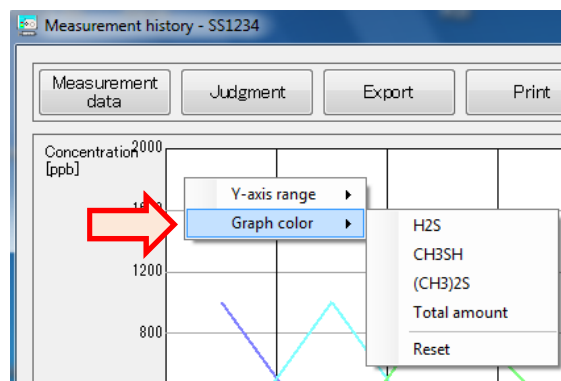 Measurement history - SS1234
Measurement
data
Judgment
Export
Print
Concentration
[ppb]
2000
Y-axis range
Graph color
H2S
CH3SH
(CH3)2S
Total amount
Reset
1200
800